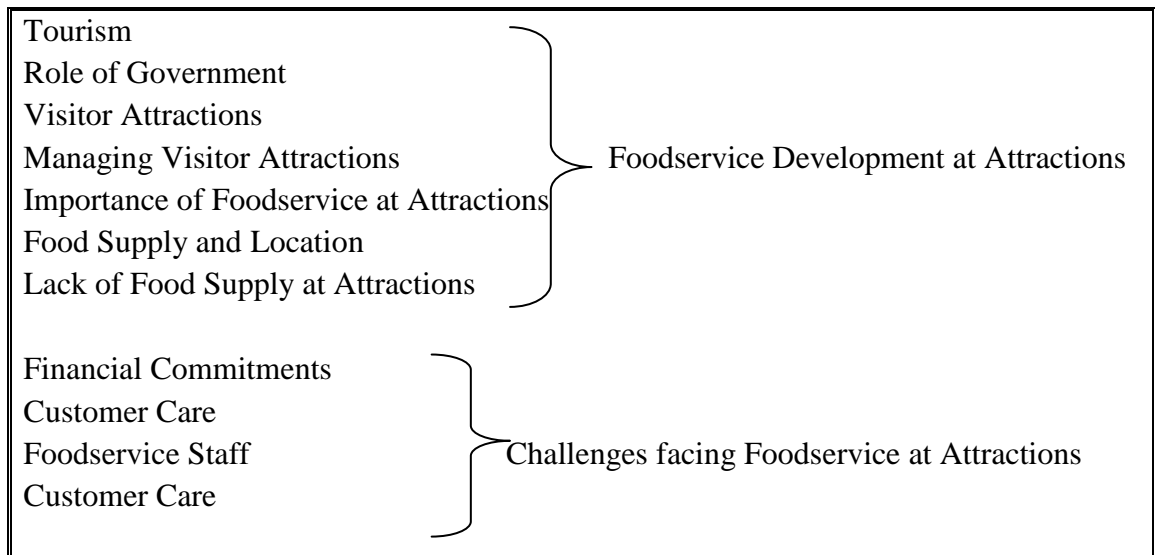 Tourism
Role of Government
Visitor Attractions
Managing Visitor Attractions Foodservice Development at Attractions
Importance of Foodservice at Attractions
Food Supply and Location
Lack of Food Supply at Attractions
Financial Commitments
Customer Care
Foodservice Staff Challenges facing Foodservice at Attractions
Customer Care